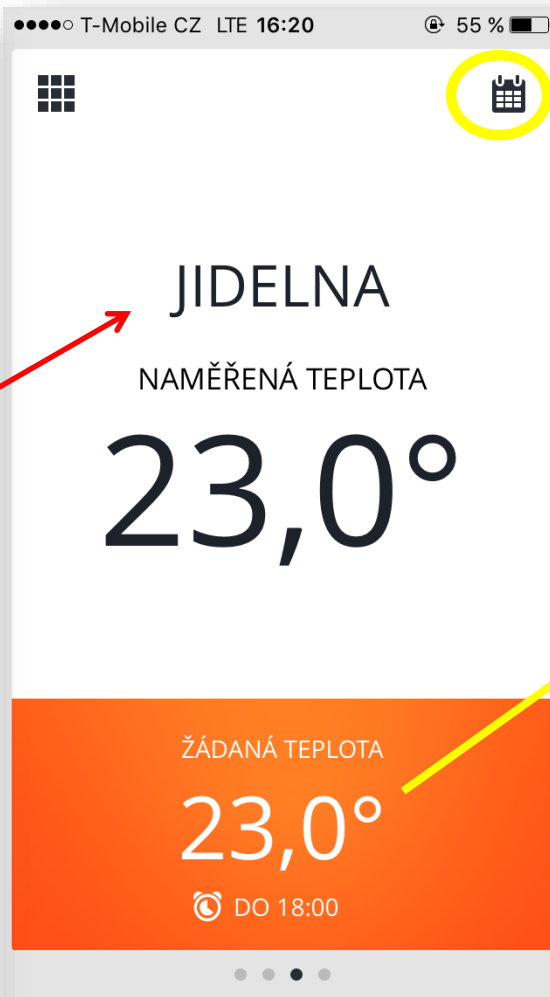 T-Mobile CZ LTE 16:20 55 %
JIDELNA
NAMĚŘENÁ TEPLOTA
23,0°
ŽÁDANÁ TEPLOTA
23,0°
DO 18:00